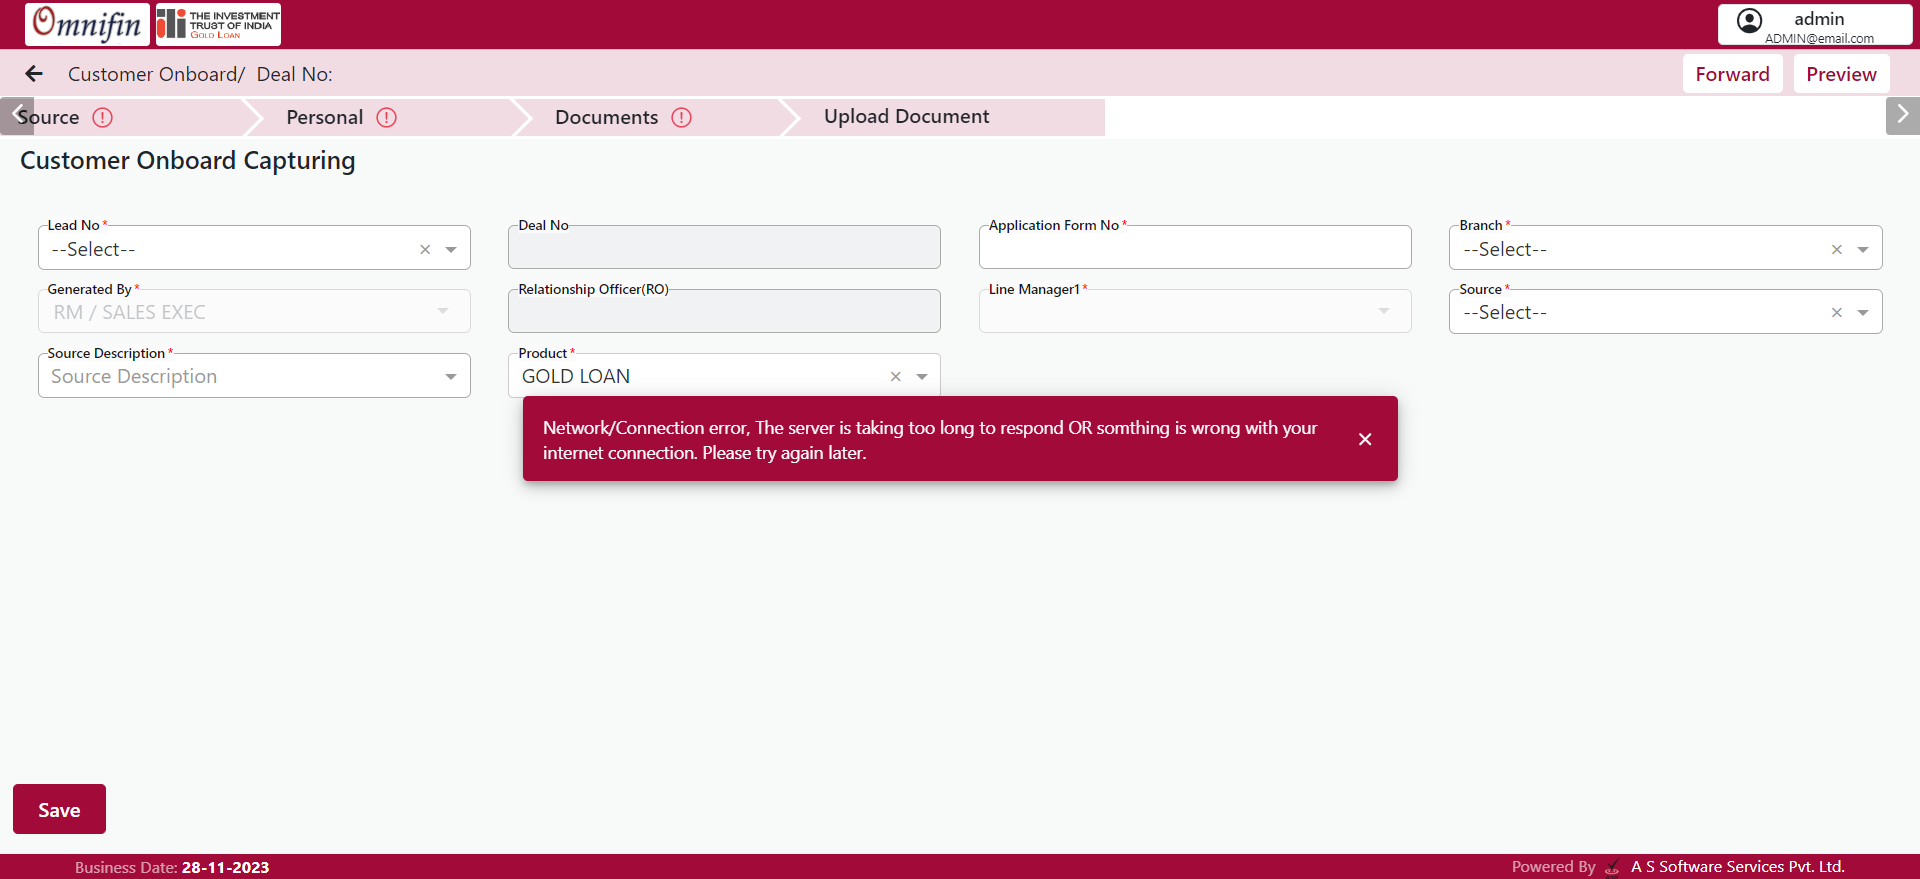 Omnifin
iti THE INVESTMENT
TRUST OF INDIA
GOLD LOAN
admin
ADMIN@email.com
Customer Onboard/ Deal No:
Forward
Preview
Source
Personal
Documents
Upload Document
Customer Onboard Capturing
Lead No *
--Select--
Deal No
Application Form No *
Branch *
--Select--
Generated By *
RM / SALES EXEC
Relationship Officer(RO)
Line Manager1 *
Source *
--Select--
Source Description *
Source Description
Product *
GOLD LOAN
Network/Connection error, The server is taking too long to respond OR somthing is wrong with your
internet connection. Please try again later.
Save
Business Date: 28-11-2023
Powered By A S Software Services Pvt. Ltd.